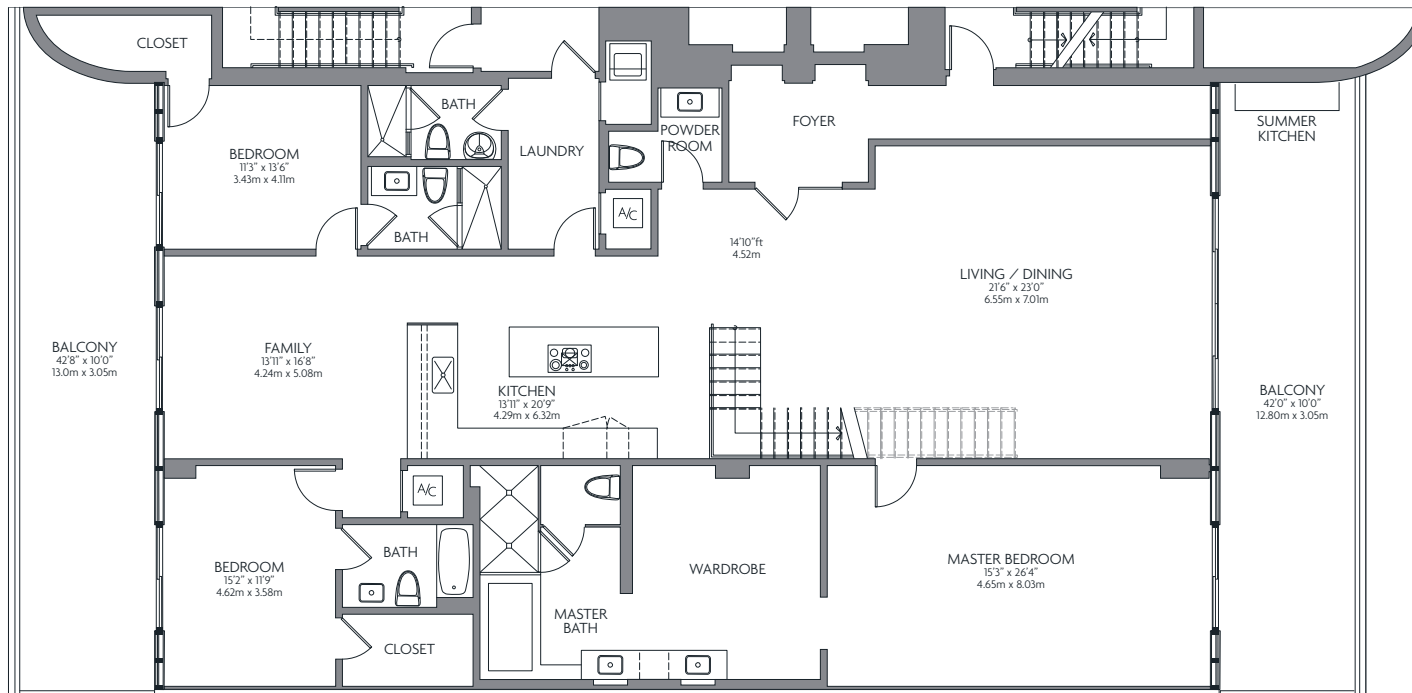 CLOSET
BATH
FOYER
POWDER
ROOM
SUMMER
KITCHEN
LAUNDRY
BEDROOM
11'3" x 13'6"
3.43m x 4.11m
A/C
BATH
14'10"ft
4.52m
LIVING / DINING
21'6" x 23'0"
6.55m x 7.01m
BALCONY
42'8" x 10'0"
13.0m x 3.05m
FAMILY
13'11" x 16'8"
4.24m x 5.08m
KITCHEN
13'11" x 20'9"
4.29m x 6.32m
BALCONY
42'0" x 10'0"
12.80m x 3.05m
A/C
BATH
BEDROOM
15'2" x 11'9"
4.62m x 3.58m
WARDROBE
MASTER BEDROOM
15'3" x 26'4"
4.65m x 8.03m
MASTER
BATH
CLOSET